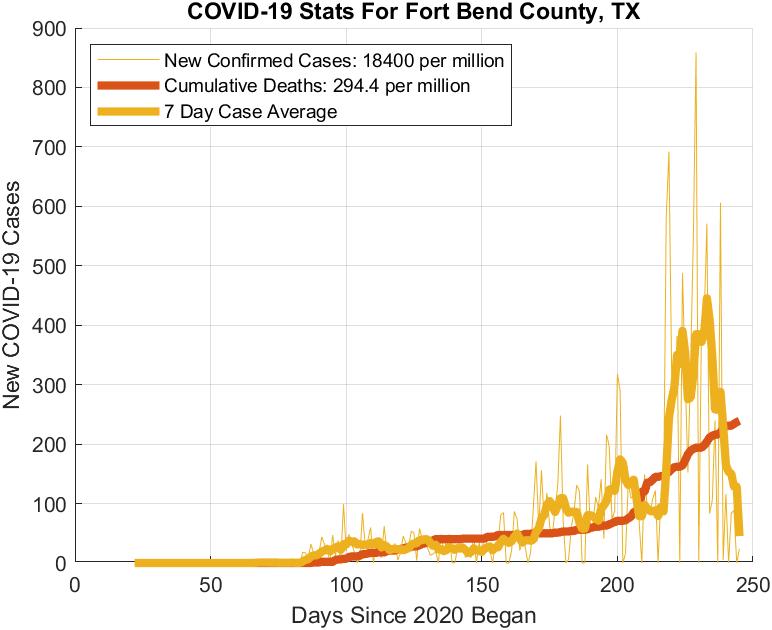 COVID-19 Stats For Fort Bend County, TX
New Confirmed Cases: 18400 per million
Cumulative Deaths: 294.4 per million
7 Day Case Average
New COVID-19 Cases
900
800
700
600
500
400
300
200
100
0
0 50 100 150 200 250
Days Since 2020 Began